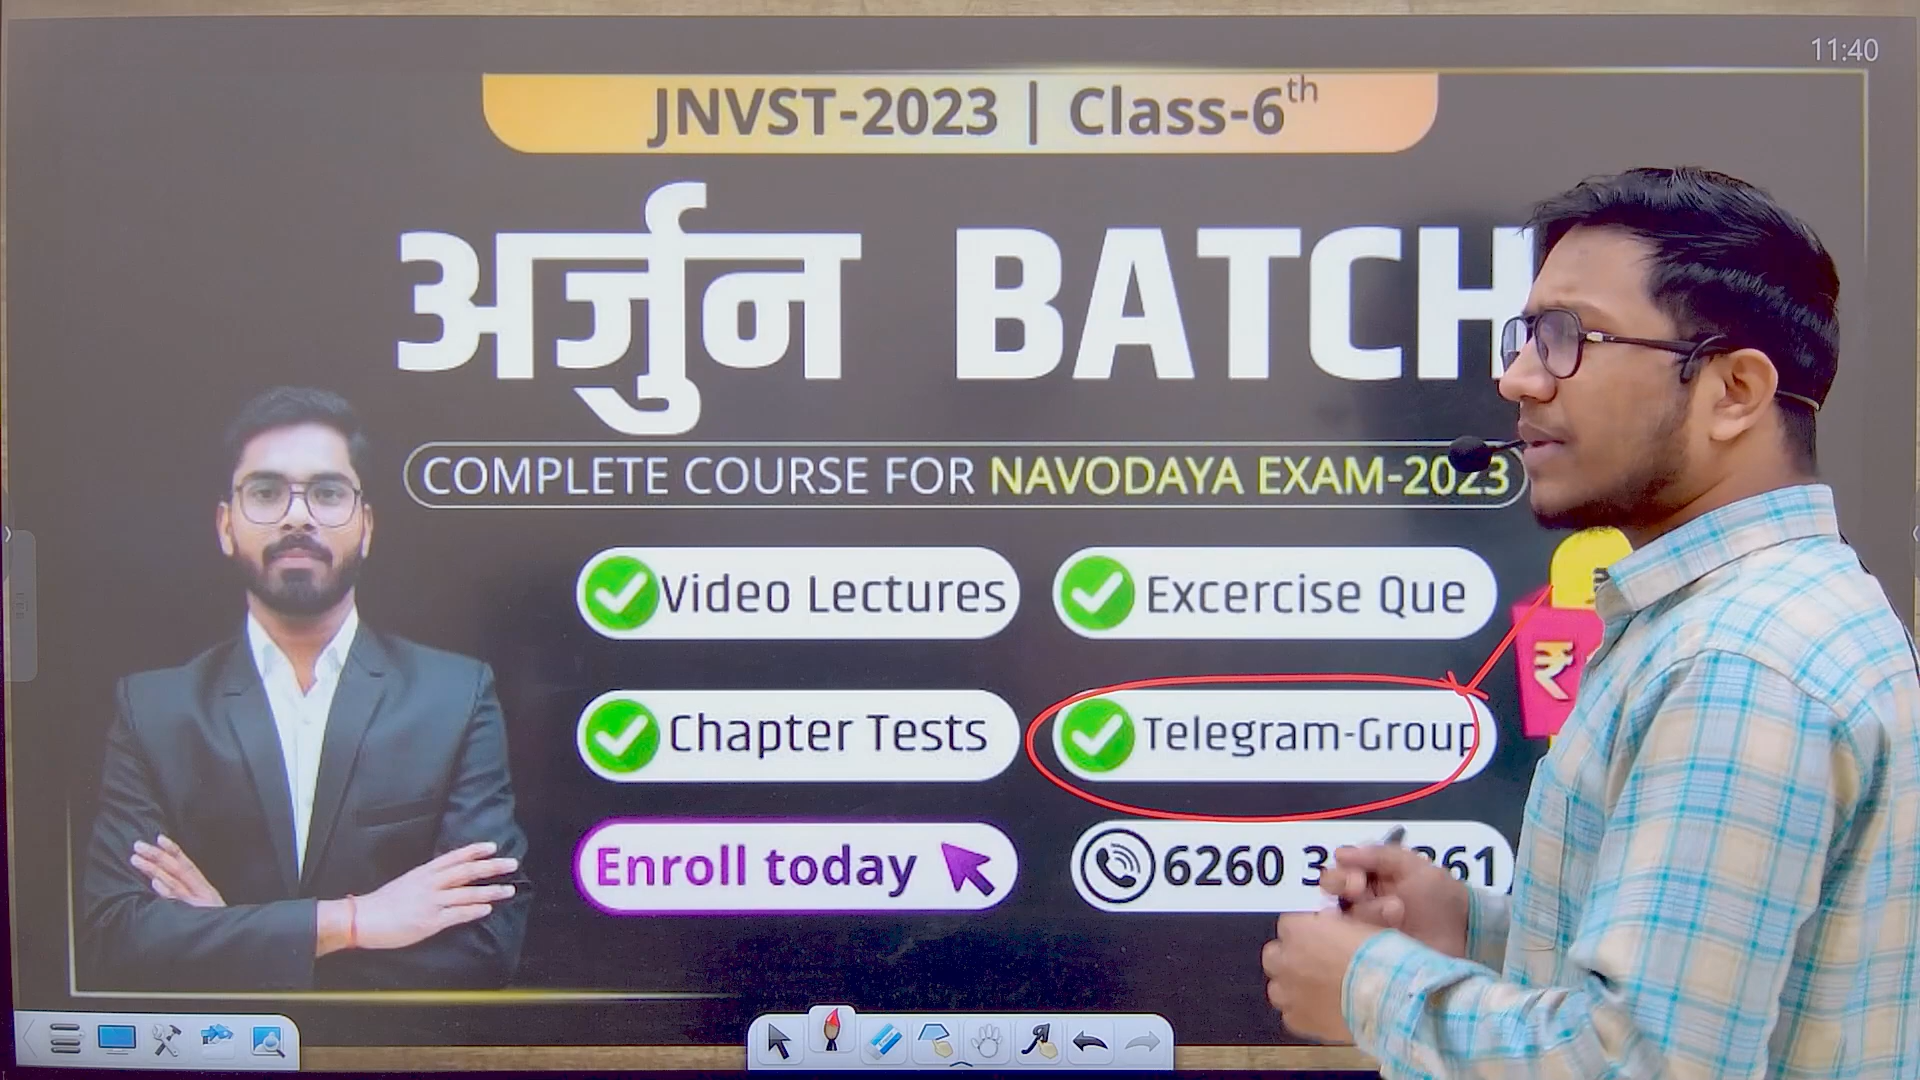 11:40
JNVST-2023 | Class-6th
अर्जुन BATCH
COMPLETE COURSE FOR NAVODAYA EXAM-2023
Video Lectures
Excercise Que
Chapter Tests
Telegram-Group
₹
Enroll today
6260 3 361